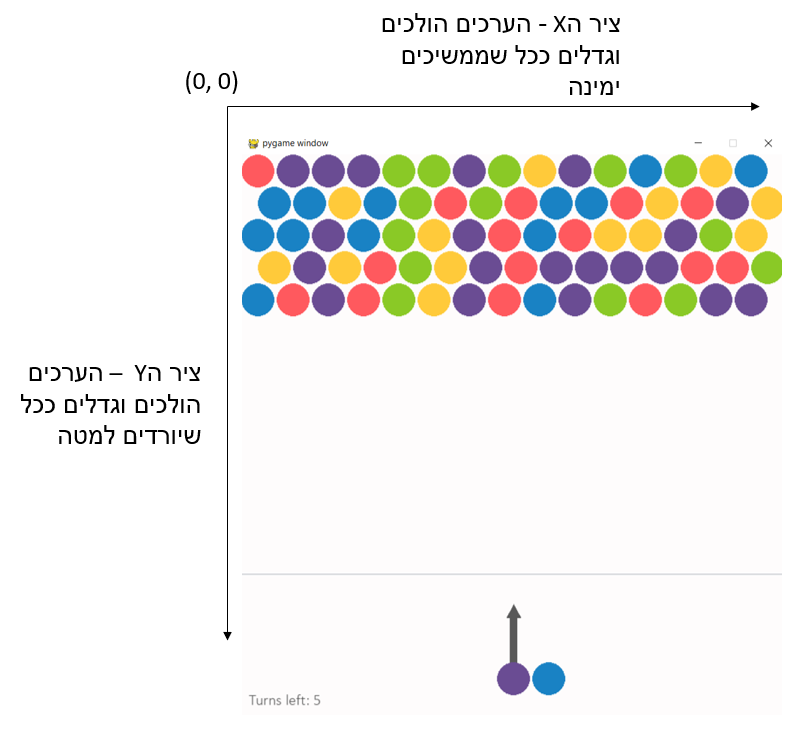 ציר הX - הערכים הולכים
וגדלים ככל שממשיכים
ימינה
(0, 0)
pygame window
ציר הY – הערכים
הולכים וגדלים ככל
שיורדים למטה
Turns left: 5